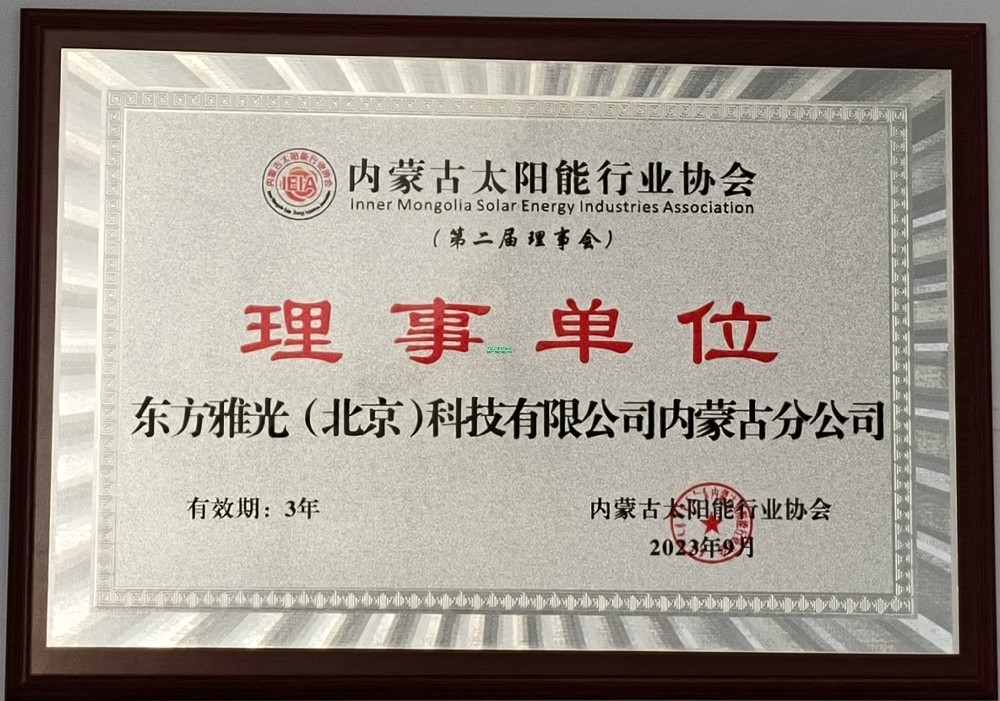 内蒙古太阳能行业协会
Inner Mongolia Solar Energy Industries Association
（第二届理事会）
理事单位
东方雅光（北京）科技有限公司内蒙古分公司
有效期：3年
内蒙古太阳能行业协会
2023年9月